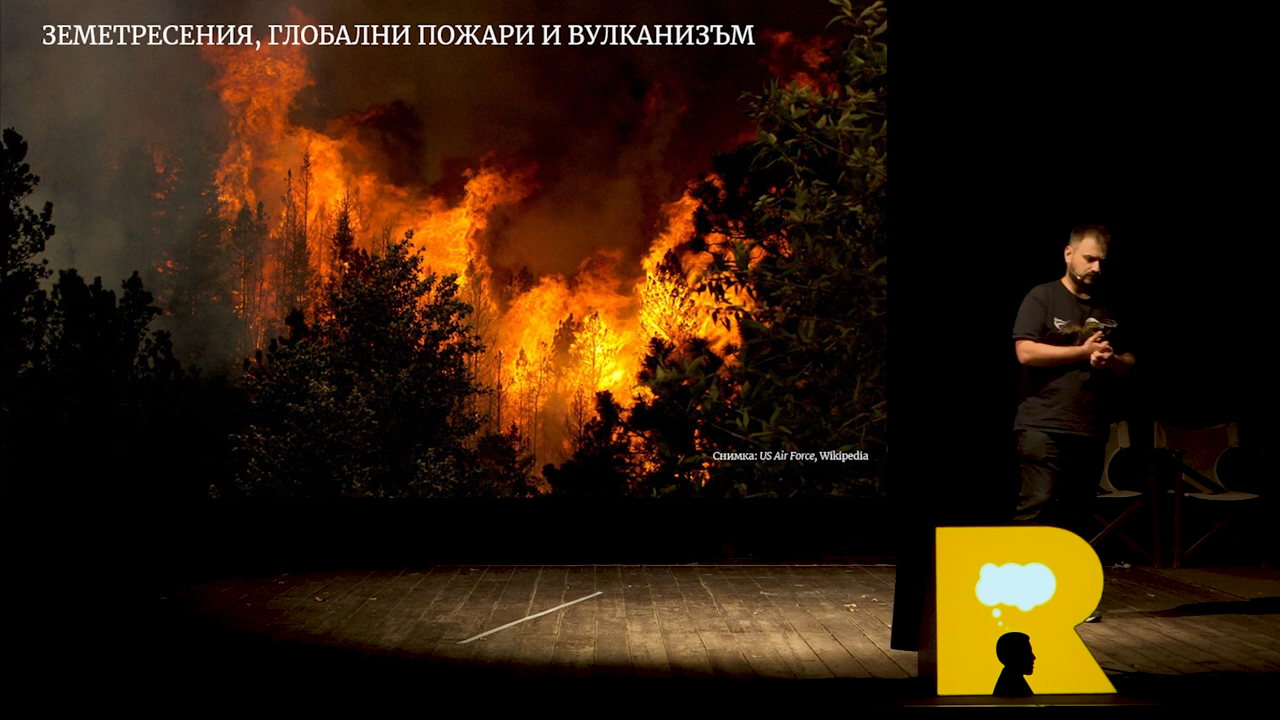 ЗЕМЕТРЕСЕНИЯ, ГЛОБАЛНИ ПОЖАРИ И ВУЛКАНИЗЪМ
Снимка: US Air Force, Wikipedia
R